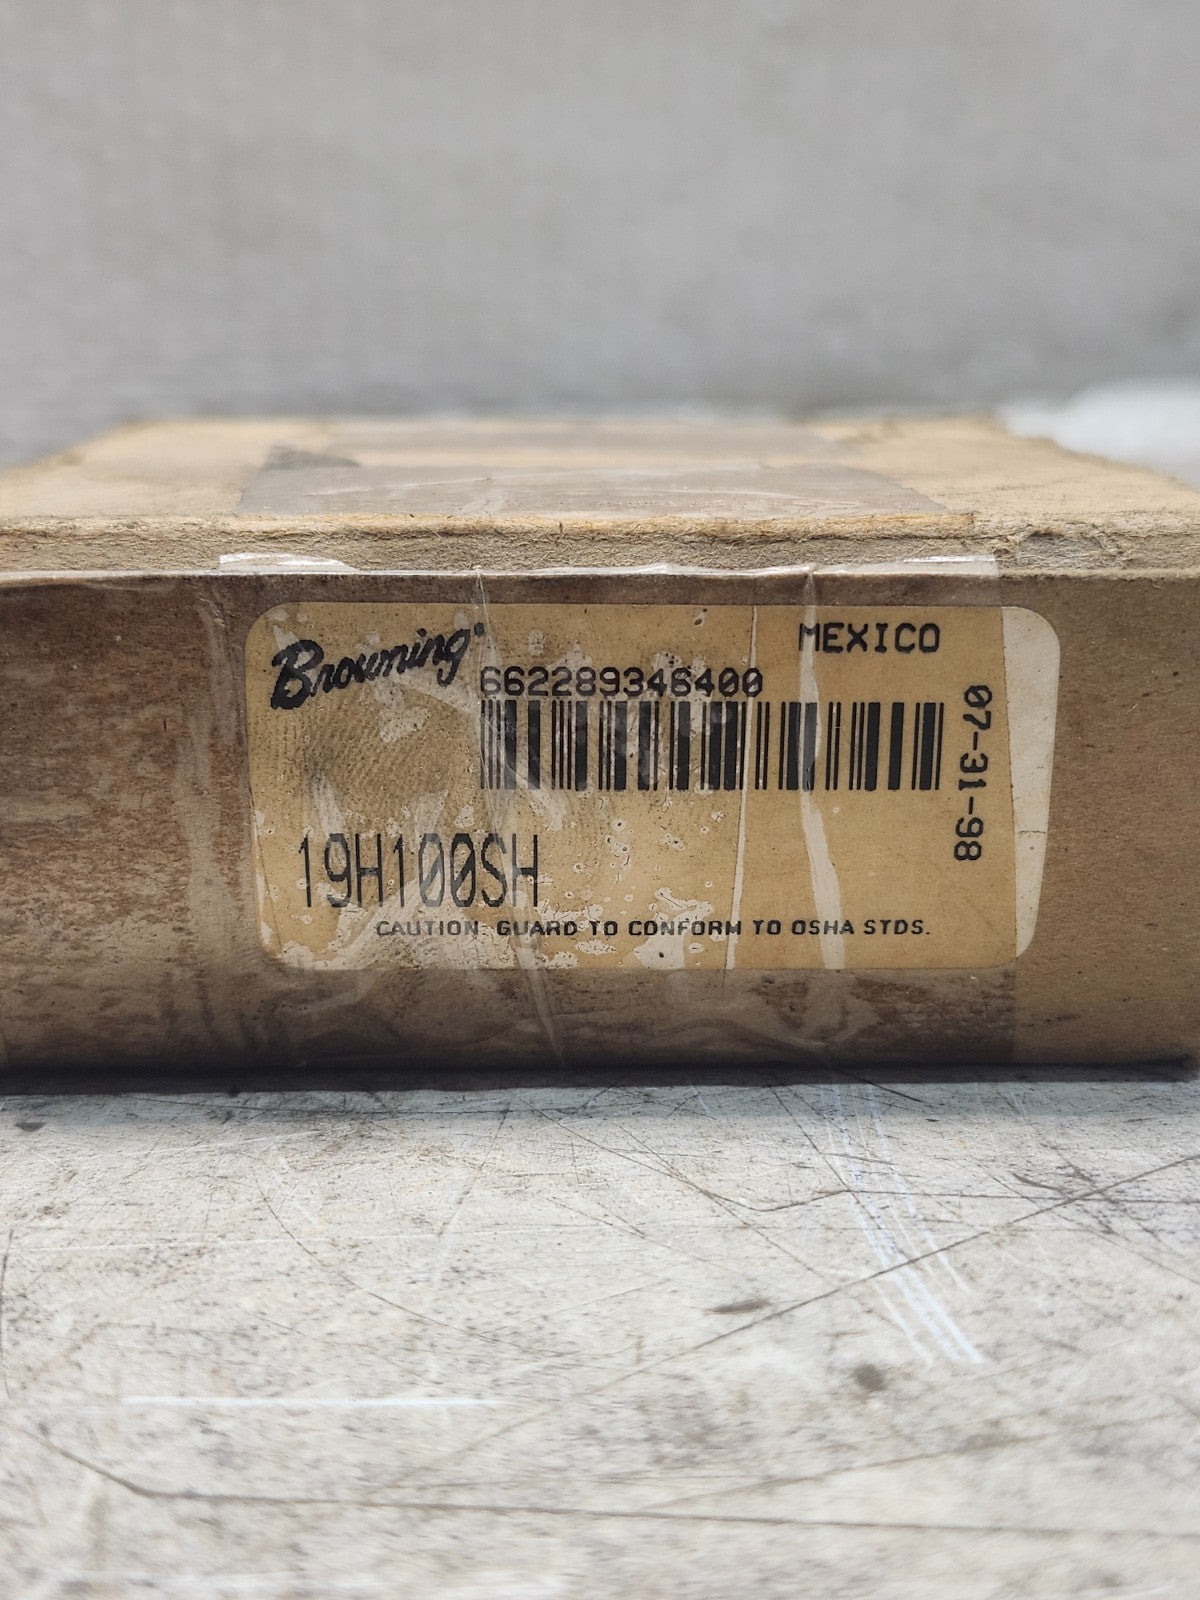 Browning®
MEXICO
662289346400
07-31-98
19H100SH
CAUTION: GUARD TO CONFORM TO OSHA STDS.